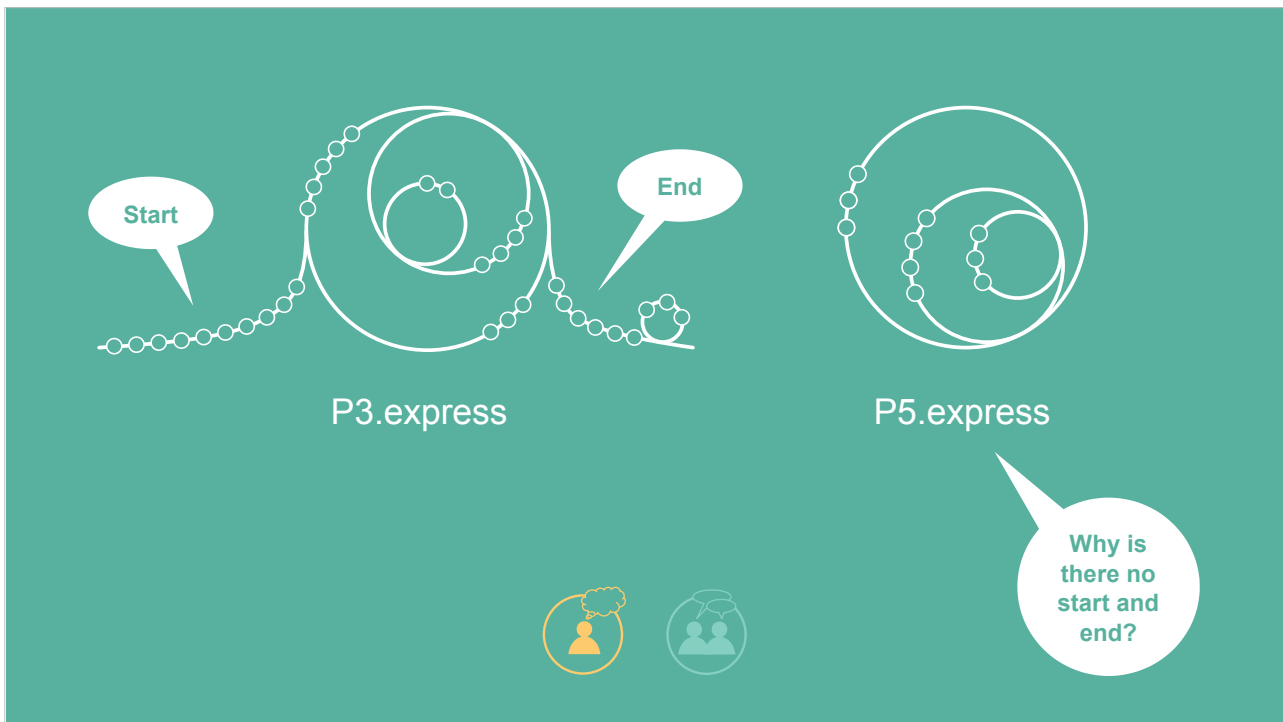 Start
End
P3.express
P5.express
Why is
there no
start and
end?